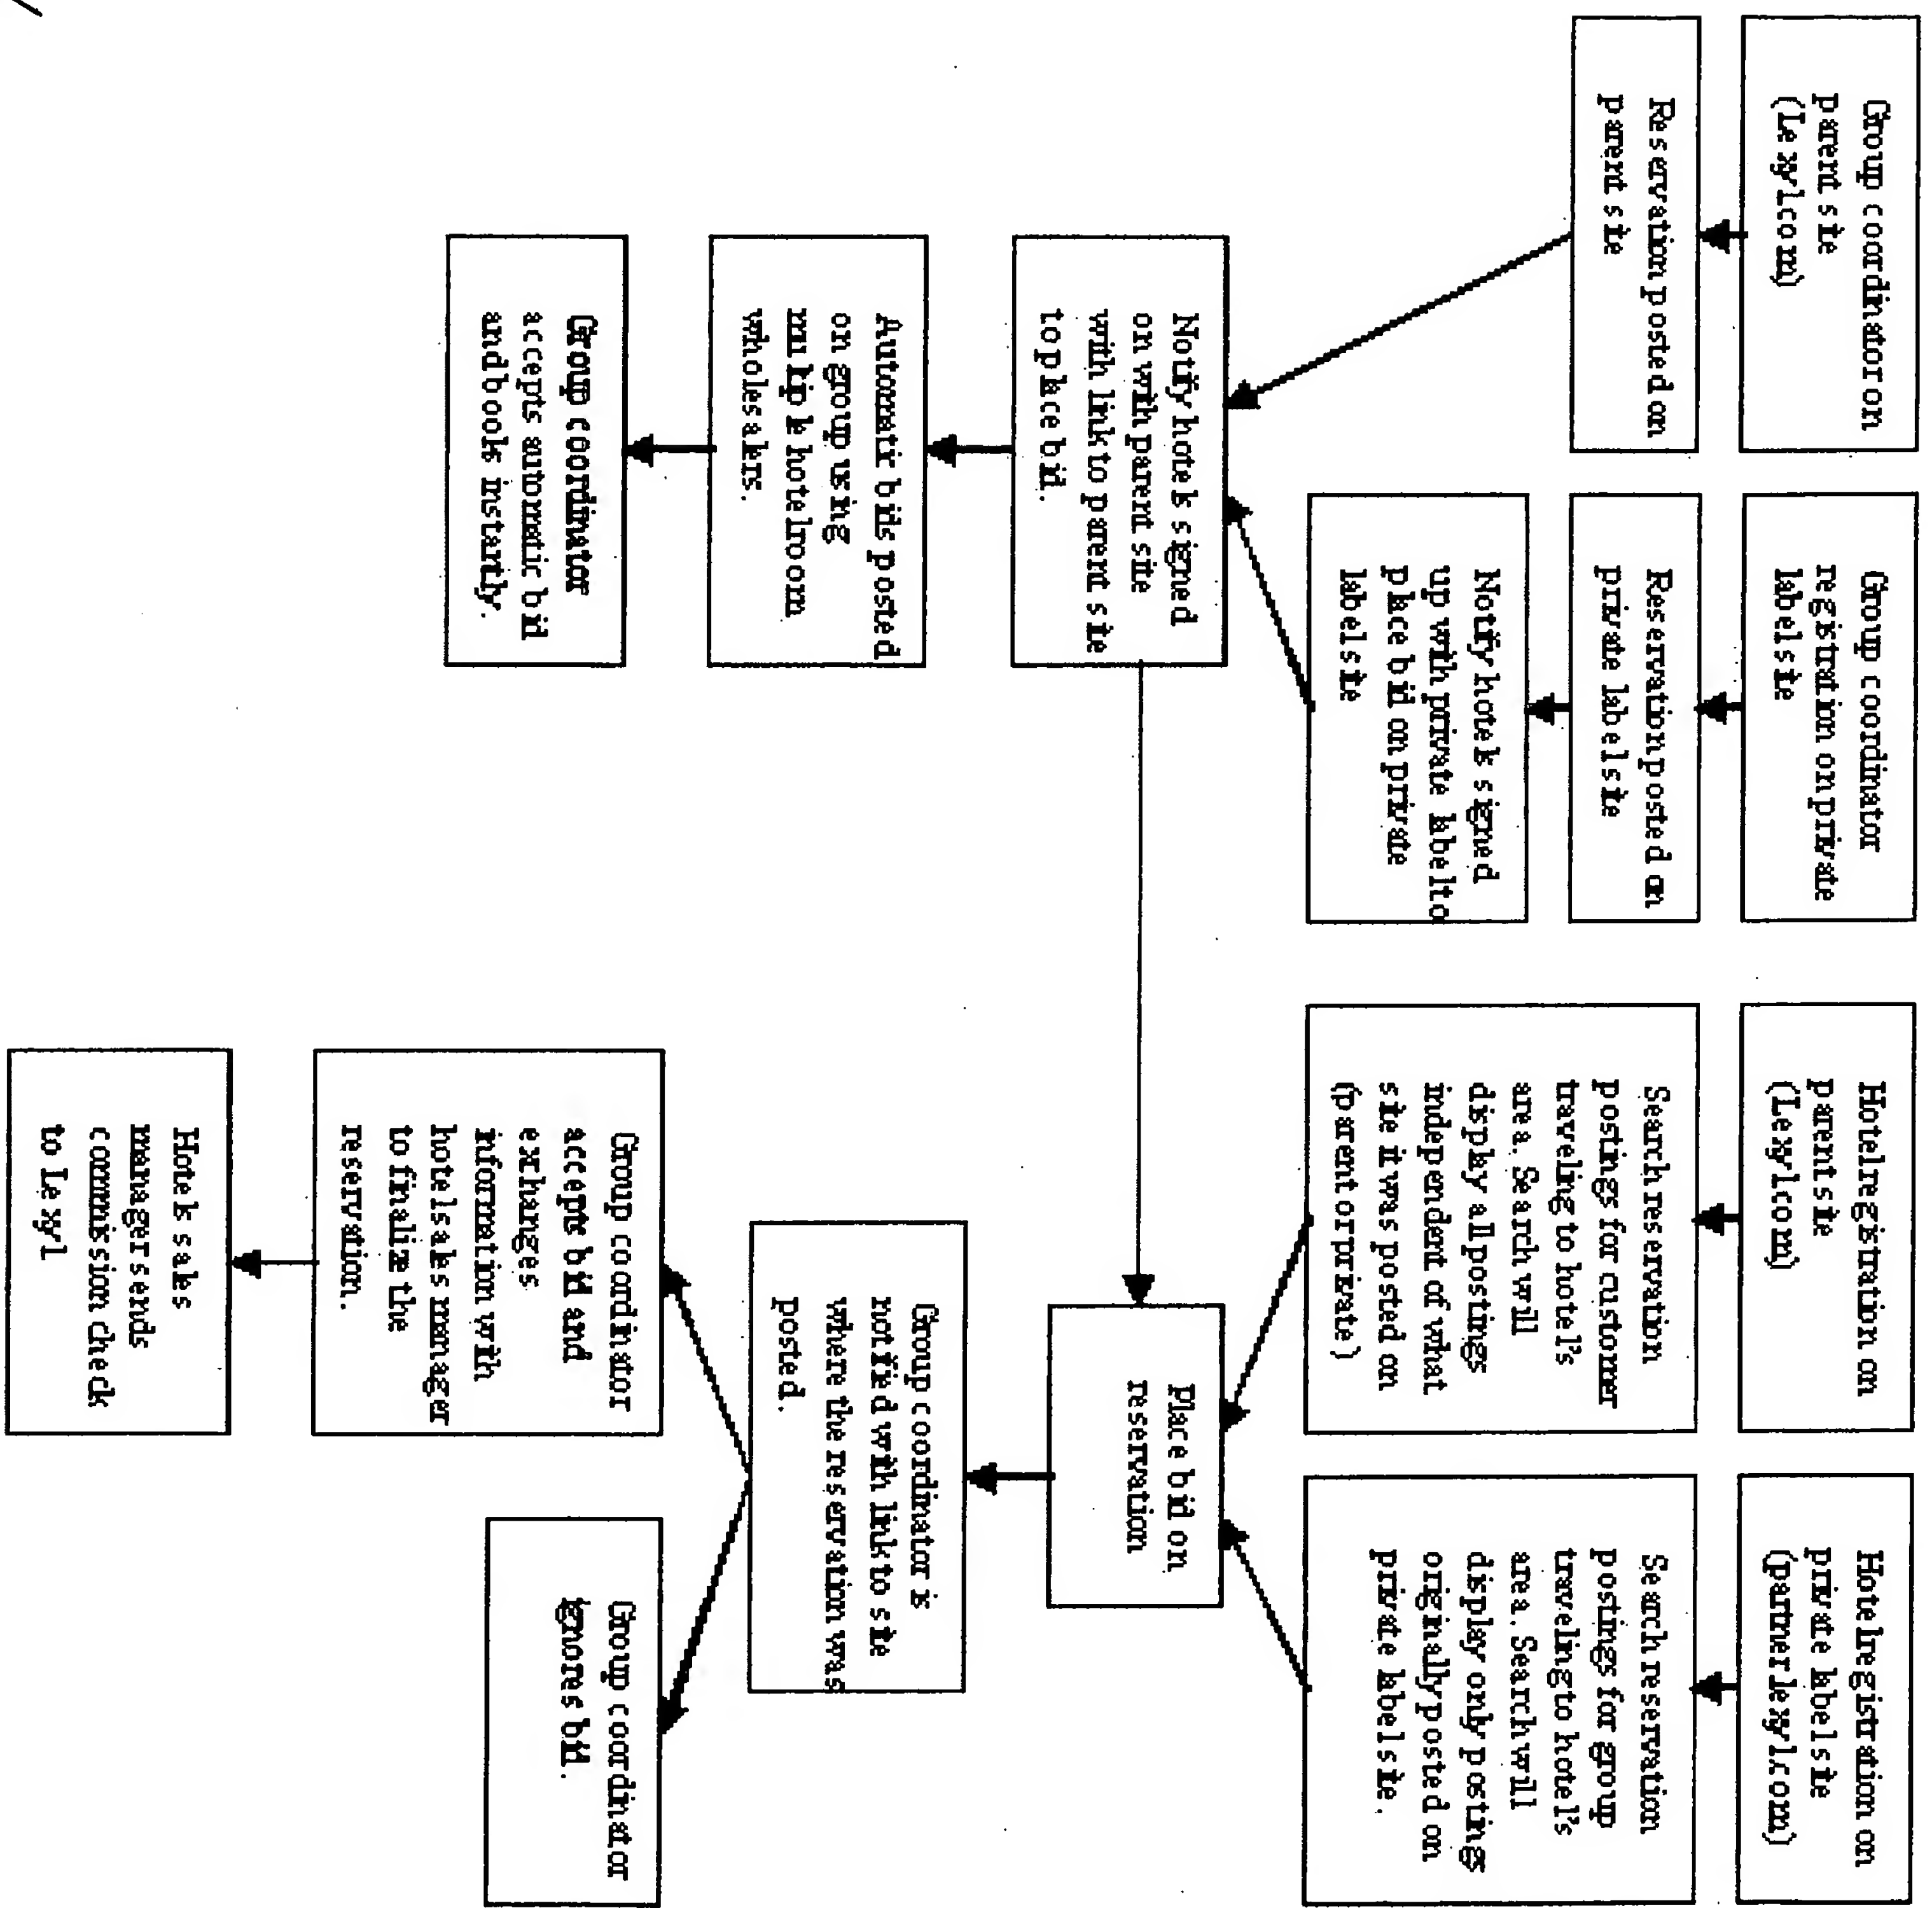 Group coordinator on
parent site
(Lexyl.com)
Reservation posted on
parent site
Group coordinator
registration on private
label site
Reservation posted on
private label site
Notify hotels signed
up with private label to
place bid on private
label site
Notify hotels signed
on with parent site
with link to parent site
to place bid.
Automatic bids posted
on group using
multiple hotel room
wholesalers.
Group coordinator
accepts automatic bid
and books instantly.
Hotel registration on
parent site
(Lexyl.com)
Search reservation
postings for customer
traveling to hotel's
area. Search will
display all postings
independent of what
site it was posted on
(parent or private)
Hotel registration on
private label site
(partner.lexyl.com)
Search reservation
postings for group
traveling to hotel's
area. Search will
display only postings
originally posted on
private label site.
Place bid on
reservation
Group coordinator is
notified with link to site
where the reservation was
posted.
Group coordinator
accepts bid and
exchanges
information with
hotel sales manager
to finalize the
reservation.
Group coordinator
ignores bid.
Hotels sales
manager sends
commission check
to Lexyl